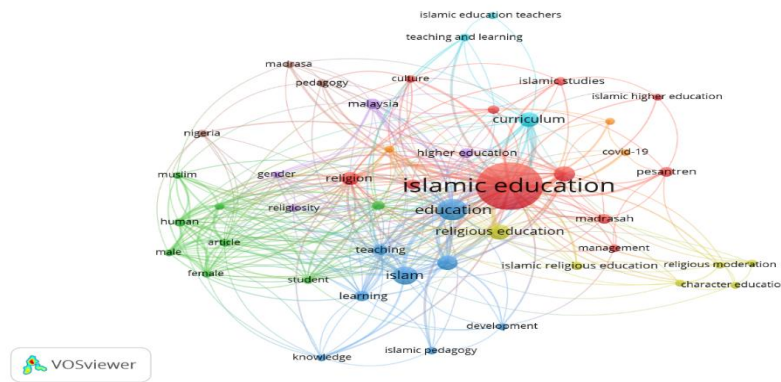 islamic education teachers
teaching and learning
madrasa
pedagogy
culture
islamic studies
malaysia
islamic higher education
curriculum
nigeria
higher education
covid-19
muslim
gender
religion
islamic education
pesantren
human
religiosity
education
madrasah
male
article
religious education
teaching
management
female
student
islam
islamic religious education
religious moderation
character educatio
learning
development
knowledge
islamic pedagogy
VOSviewer